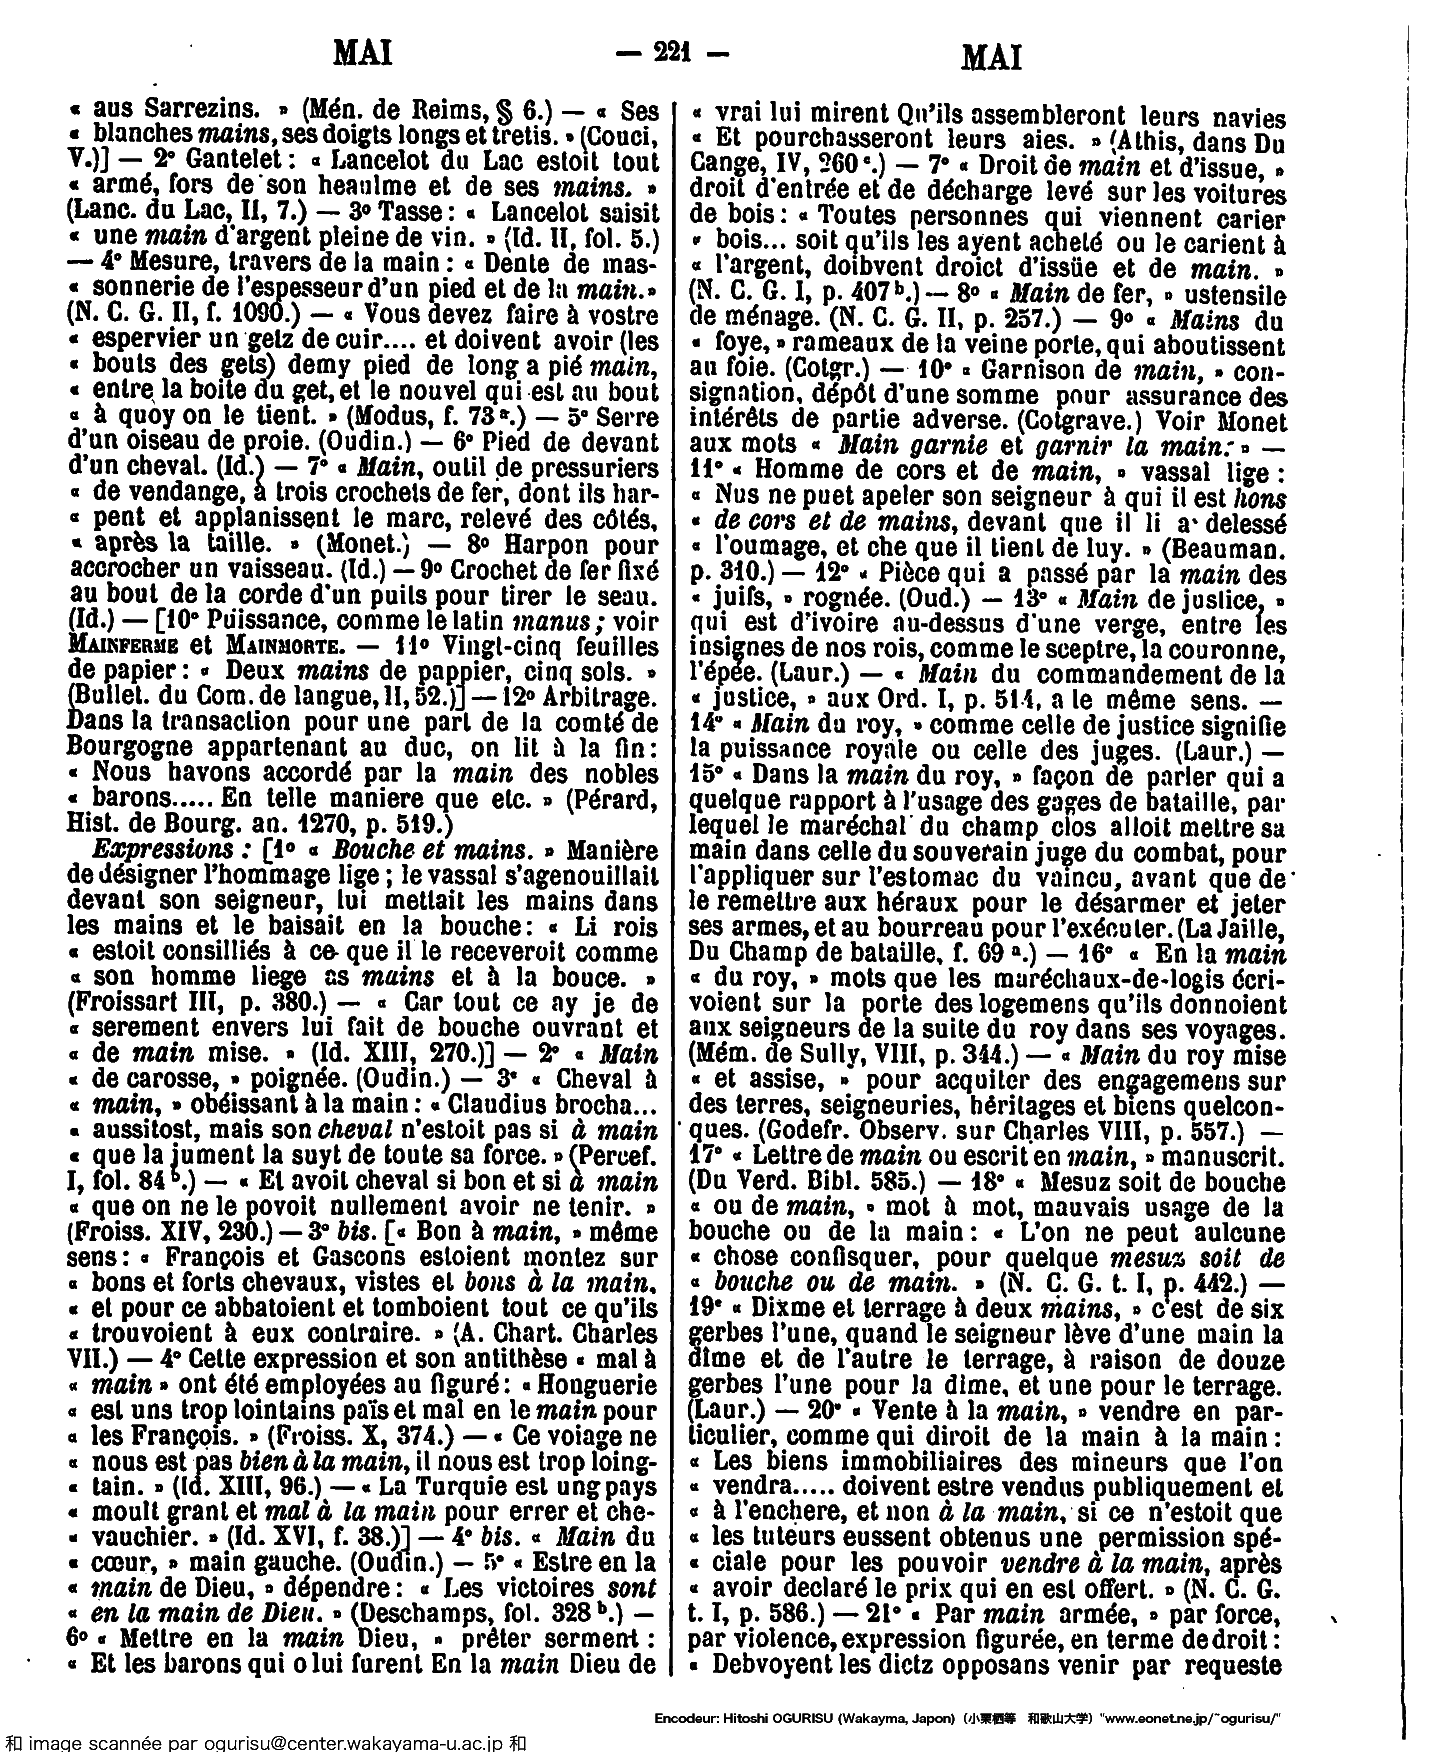 MAI — 221 — MAI
« aus Sarrezins. » (Mén. de Reims, § 6.) — « Ses
« blanches mains, ses doigts longs et tretis. » (Couci,
V.)] — 2° Gantelet : « Lancelot du Lac estoit tout
« armé, fors de son heaulme et de ses mains. »
(Lanc. du Lac, II, 7.) — 3° Tasse : « Lancelot saisit
« une main d'argent pleine de vin. » (Id. II, fol. 5.)
— 4° Mesure, travers de la main : « Dente de mas-
« sonnerie de l'espesseur d'un pied et de la main. »
(N. C. G. II, f. 1090.) — « Vous devez faire à vostre
« espervier un getz de cuir.... et doivent avoir (les
« bouts des gets) demy pied de long a pié main,
« entre la boite du get, et le nouvel qui est au bout
« à quoy on le tient. » (Modus, f. 73 ᵃ.) — 5° Serre
d'un oiseau de proie. (Oudin.) — 6° Pied de devant
d'un cheval. (Id.) — 7° « Main, outil de pressuriers
« de vendange, à trois crochets de fer, dont ils har-
« pent et applanissent le marc, relevé des côtés,
« après la taille. » (Monet.) — 8° Harpon pour
accrocher un vaisseau. (Id.) — 9° Crochet de fer fixé
au bout de la corde d'un puits pour tirer le seau.
(Id.) — [10° Puissance, comme le latin manus ; voir
MAINFERME et MAINMORTE. — 11° Vingt-cinq feuilles
de papier : « Deux mains de pappier, cinq sols. »
(Bullet. du Com. de langue, II, 52.)] — 12° Arbitrage.
Dans la transaction pour une part de la comté de
Bourgogne appartenant au duc, on lit à la fin :
« Nous havons accordé par la main des nobles
« barons..... En telle maniere que etc. » (Pérard,
Hist. de Bourg. an. 1270, p. 519.)
Expressions : [1° « Bouche et mains. » Manière
de désigner l'hommage lige ; le vassal s'agenouillait
devant son seigneur, lui mettait les mains dans
les mains et le baisait en la bouche : « Li rois
« estoit consilliés à ce que il le receveroit comme
« son homme liege as mains et à la bouce. »
(Froissart III, p. 380.) — « Car tout ce ay je de
« serement envers lui fait de bouche ouvrant et
« de main mise. » (Id. XIII, 270.)] — 2° « Main
« de carosse, » poignée. (Oudin.) — 3° « Cheval à
« main, » obéissant à la main : « Claudius brocha...
« aussitost, mais son cheval n'estoit pas si à main
« que la jument la suyt de toute sa force. » (Percef.
I, fol. 84 ᵇ.) — « Et avoit cheval si bon et si à main
« que on ne le povoit nullement avoir ne tenir. »
(Froiss. XIV, 230.) — 3° bis. [« Bon à main, » même
sens : « François et Gascons estoient montez sur
« bons et forts chevaux, vistes et bons à la main,
« et pour ce abbatoient et tomboient tout ce qu'ils
« trouvoient à eux contraire. » (A. Chart. Charles
VII.) — 4° Cette expression et son antithèse « mal à
« main » ont été employées au figuré : « Honguerie
« est uns trop lointains païs et mal en le main pour
« les François. » (Froiss. X, 374.) — « Ce voiage ne
« nous est pas bien à la main, il nous est trop loing-
« tain. » (Id. XIII, 96.) — « La Turquie est ung pays
« moult grant et mal à la main pour errer et che-
« vauchier. » (Id. XVI, f. 38.)] — 4° bis. « Main du
« cœur, » main gauche. (Oudin.) — 5° « Estre en la
« main de Dieu, » dépendre : « Les victoires sont
« en la main de Dieu. » (Deschamps, fol. 328 ᵇ.) —
6° « Mettre en la main Dieu, » prêter serment :
« Et les barons qui o lui furent En la main Dieu de
« vrai lui mirent Qu'ils assembleront leurs navies
« Et pourchasseront leurs aies. » (Athis, dans Du
Cange, IV, 260 ᶜ.) — 7° « Droit de main et d'issue, »
droit d'entrée et de décharge levé sur les voitures
de bois : « Toutes personnes qui viennent carier
« bois... soit qu'ils les ayent acheté ou le carient à
« l'argent, doibvent droict d'issüe et de main. »
(N. C. G. I, p. 407 ᵇ.) — 8° « Main de fer, » ustensile
de ménage. (N. C. G. II, p. 257.) — 9° « Mains du
« foye, » rameaux de la veine porte, qui aboutissent
au foie. (Cotgr.) — 10° « Garnison de main, » con-
signation, dépôt d'une somme pour assurance des
intérêts de partie adverse. (Cotgrave.) Voir Monet
aux mots « Main garnie et garnir la main: » —
11° « Homme de cors et de main, » vassal lige :
« Nus ne puet apeler son seigneur à qui il est hons
« de cors et de mains, devant que il li a delessé
« l'oumage, et che que il tient de luy. » (Beauman.
p. 310.) — 12° « Pièce qui a passé par la main des
« juifs, » rognée. (Oud.) — 13° « Main de justice, »
qui est d'ivoire au-dessus d'une verge, entre les
insignes de nos rois, comme le sceptre, la couronne,
l'épée. (Laur.) — « Main du commandement de la
« justice, » aux Ord. I, p. 514, a le même sens. —
14° « Main du roy, » comme celle de justice signifie
la puissance royale ou celle des juges. (Laur.) —
15° « Dans la main du roy, » façon de parler qui a
quelque rapport à l'usage des gages de bataille, par
lequel le maréchal du champ clos alloit mettre sa
main dans celle du souverain juge du combat, pour
l'appliquer sur l'estomac du vaincu, avant que de
le remettre aux héraux pour le désarmer et jeter
ses armes, et au bourreau pour l'exécuter. (La Jaille,
Du Champ de bataille, f. 69 ᵃ.) — 16° « En la main
« du roy, » mots que les maréchaux-de-logis écri-
voient sur la porte des logemens qu'ils donnoient
aux seigneurs de la suite du roy dans ses voyages.
(Mém. de Sully, VIII, p. 344.) — « Main du roy mise
« et assise, » pour acquiter des engagemens sur
des terres, seigneuries, héritages et biens quelcon-
ques. (Godefr. Observ. sur Charles VIII, p. 557.) —
17° « Lettre de main ou escrit en main, » manuscrit.
(Du Verd. Bibl. 585.) — 18° « Mesuz soit de bouche
« ou de main, » mot à mot, mauvais usage de la
bouche ou de la main : « L'on ne peut aulcune
« chose confisquer, pour quelque mesuz soit de
« bouche ou de main. » (N. C. G. t. I, p. 442.) —
19° « Dixme et terrage à deux mains, » c'est de six
gerbes l'une, quand le seigneur lève d'une main la
dîme et de l'autre le terrage, à raison de douze
gerbes l'une pour la dîme, et une pour le terrage.
(Laur.) — 20° « Vente à la main, » vendre en par-
ticulier, comme qui diroit de la main à la main :
« Les biens immobiliaires des mineurs que l'on
« vendra..... doivent estre vendus publiquement et
« à l'enchere, et non à la main, si ce n'estoit que
« les tuteurs eussent obtenus une permission spé-
« ciale pour les pouvoir vendre à la main, après
« avoir declaré le prix qui en est offert. » (N. C. G.
t. I, p. 586.) — 21° « Par main armée, » par force,
par violence, expression figurée, en terme de droit :
« Debvoyent les dictz opposans venir par requeste
Encodeur: Hitoshi OGURISU (Wakayma, Japon) (小栗栖等 和歌山大学) "www.eonet.ne.jp/~ogurisu/"
和 image scannée par ogurisu@center.wakayama-u.ac.jp 和